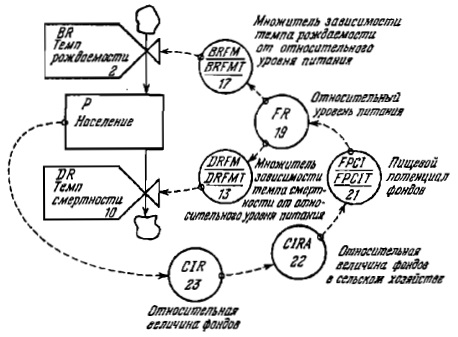 BR
Темп
рождаемости
2
BRFM
BRFMT
17
Множитель зависимости
темпа рождаемости
от относительного
уровня питания
P
Население
FR
19
Относительный
уровень питания
DR
Темп
смертности
10
DRFM
DRFMT
13
Множитель
зависимости
темпа смерт-
ности от отно-
сительного уровня питания
FPCI
FPCIT
21
Пищевой
потенциал
фондов
CIR
23
Относительная
величина фондов
CIRA
22
Относительная
величина фондов
в сельском хозяйстве